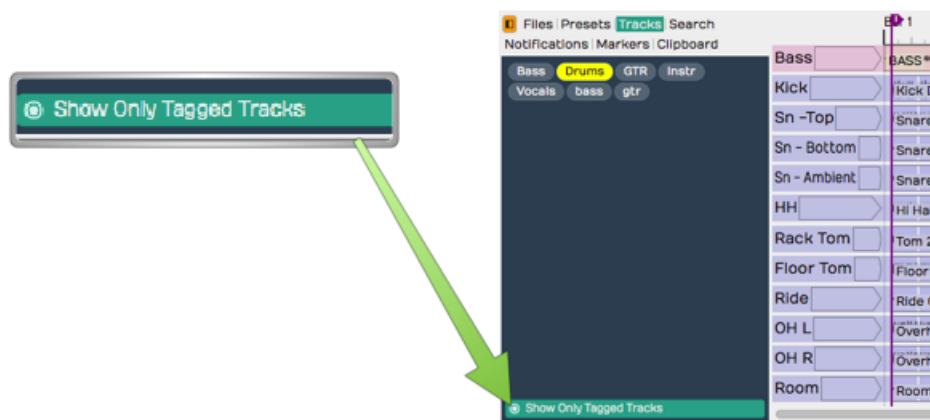 Show Only Tagged Tracks
Files Presets Tracks Search
Notifications Markers Clipboard
Bass Drums GTR Instr
Vocals bass gtr
Show Only Tagged Tracks
1
Bass BASS
Kick Kick
Sn -Top Snare
Sn - Bottom Snare
Sn - Ambient Snare
HH Hi Ha
Rack Tom Tom 2
Floor Tom Floor
Ride Ride
OH L Overh
OH R Overh
Room Room